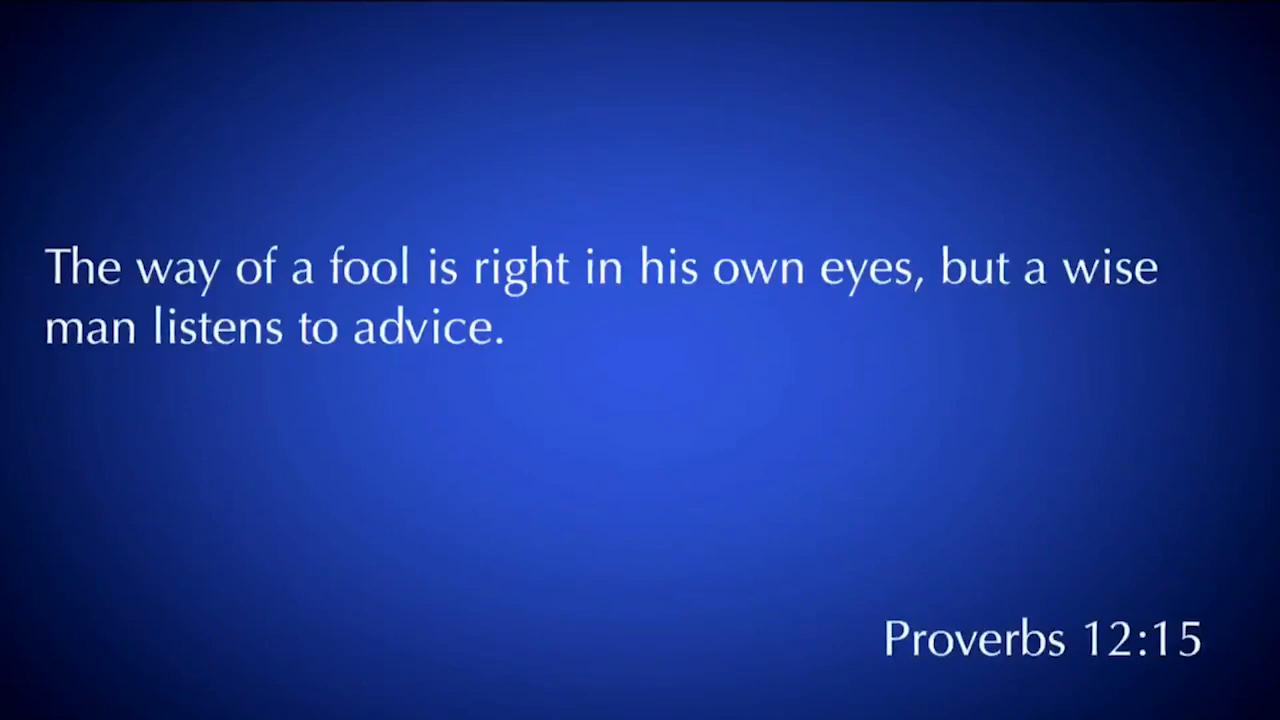 The way of a fool is right in his own eyes, but a wise
man listens to advice.
Proverbs 12:15